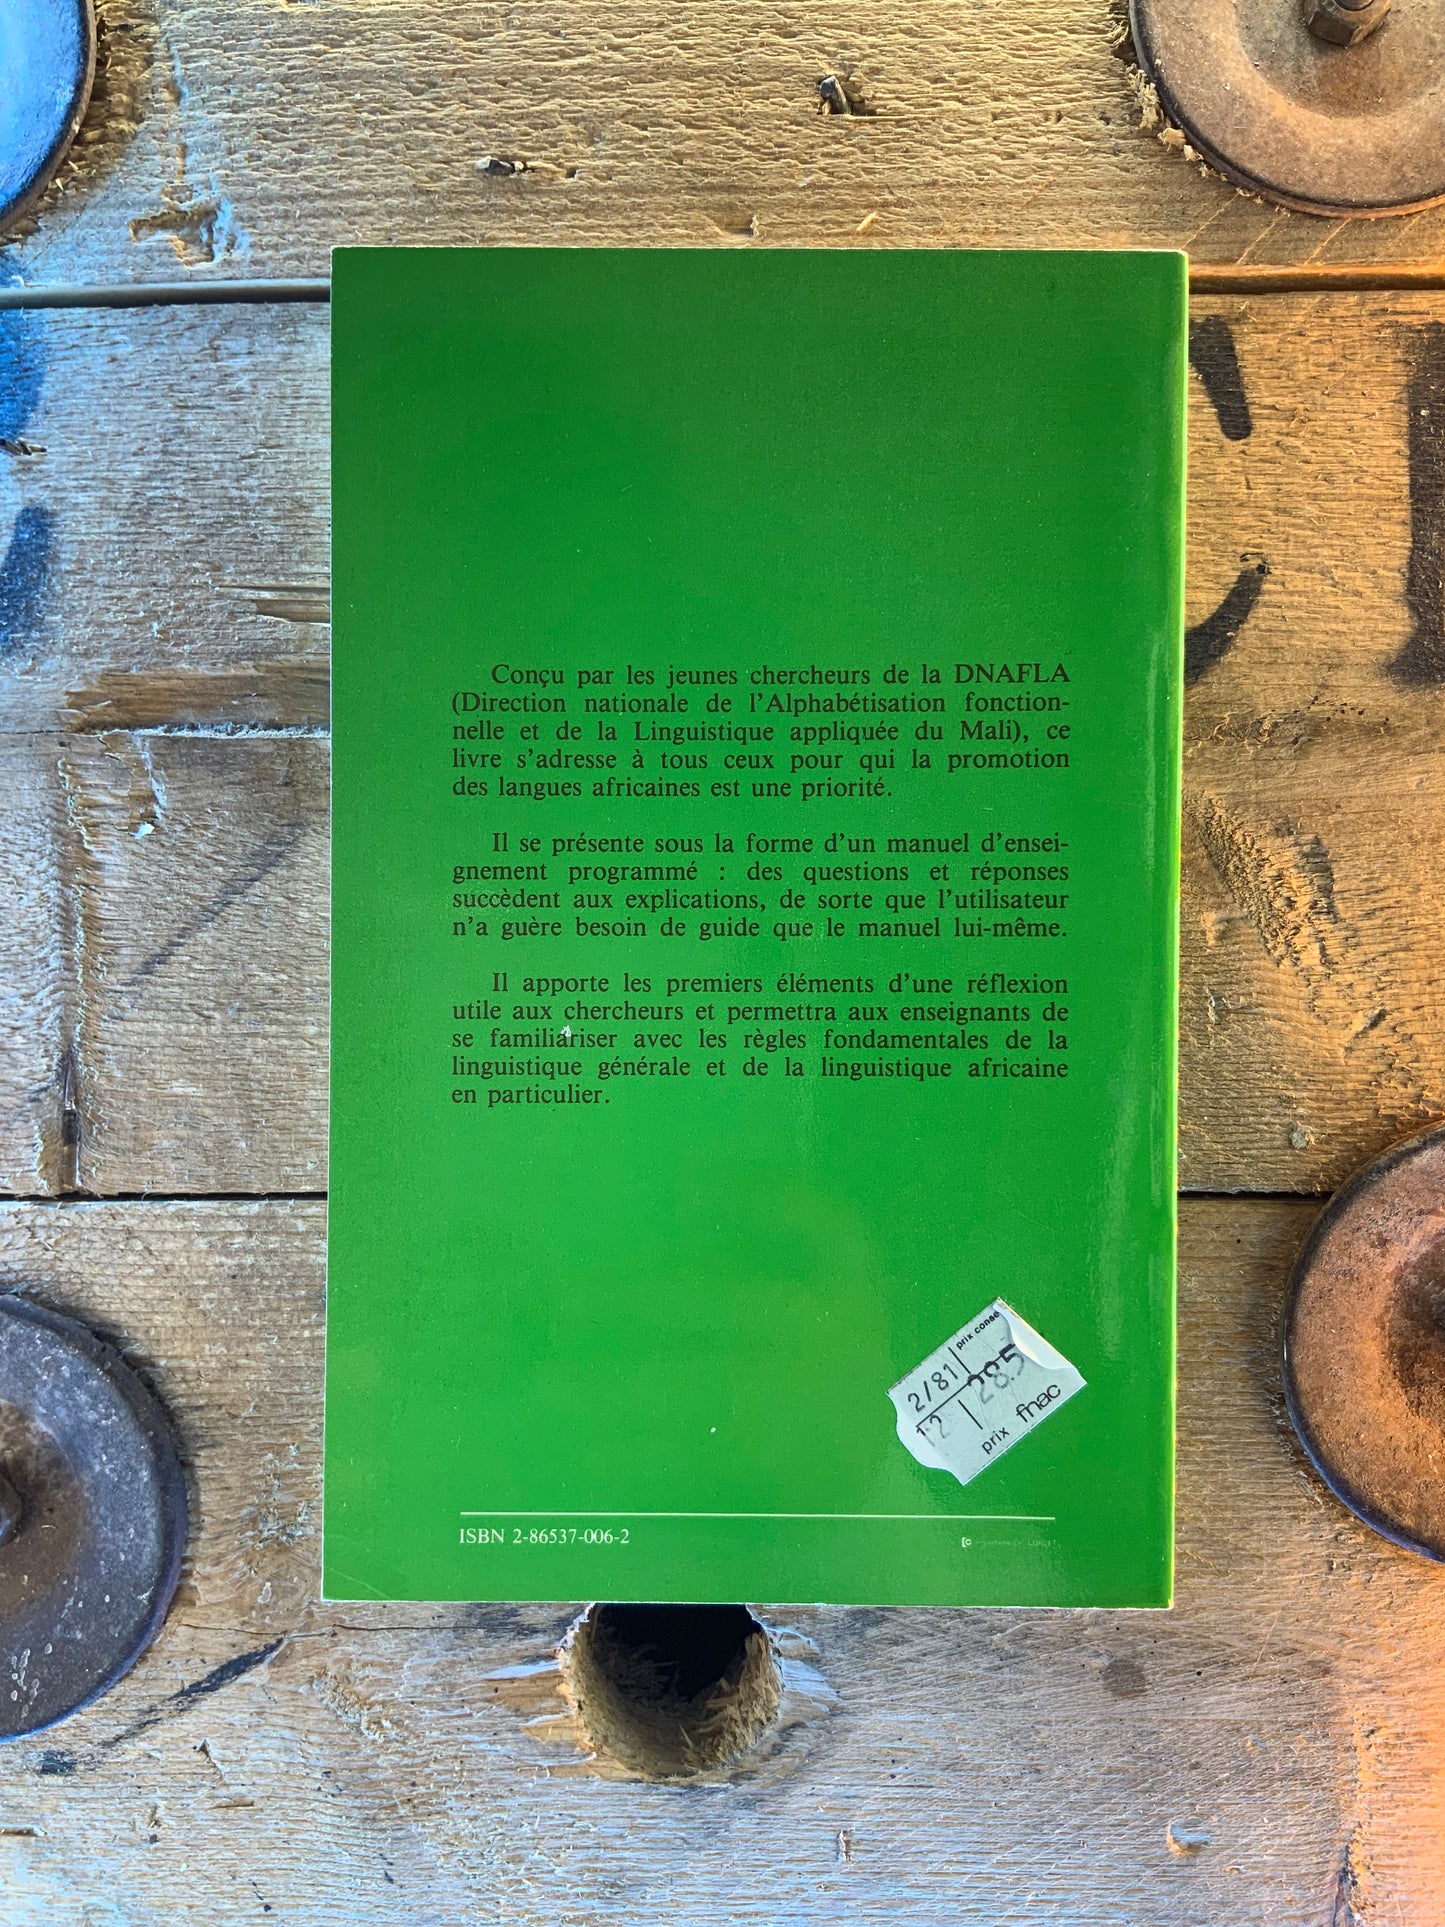 Conçu par les jeunes chercheurs de la DNAFLA
(Direction nationale de l'Alphabétisation fonction-
nelle et de la Linguistique appliquée du Mali), ce
livre s'adresse à tous ceux pour qui la promotion
des langues africaines est une priorité.
Il se présente sous la forme d'un manuel d'ensei-
gnement programmé : des questions et réponses
succèdent aux explications, de sorte que l'utilisateur
n'a guère besoin de guide que le manuel lui-même.
Il apporte les premiers éléments d'une réflexion
utile aux chercheurs et permettra aux enseignants de
se familiariser avec les règles fondamentales de la
linguistique générale et de la linguistique africaine
en particulier.
2/81 prix conse
12 285
prix fnac
ISBN 2-86537-006-2